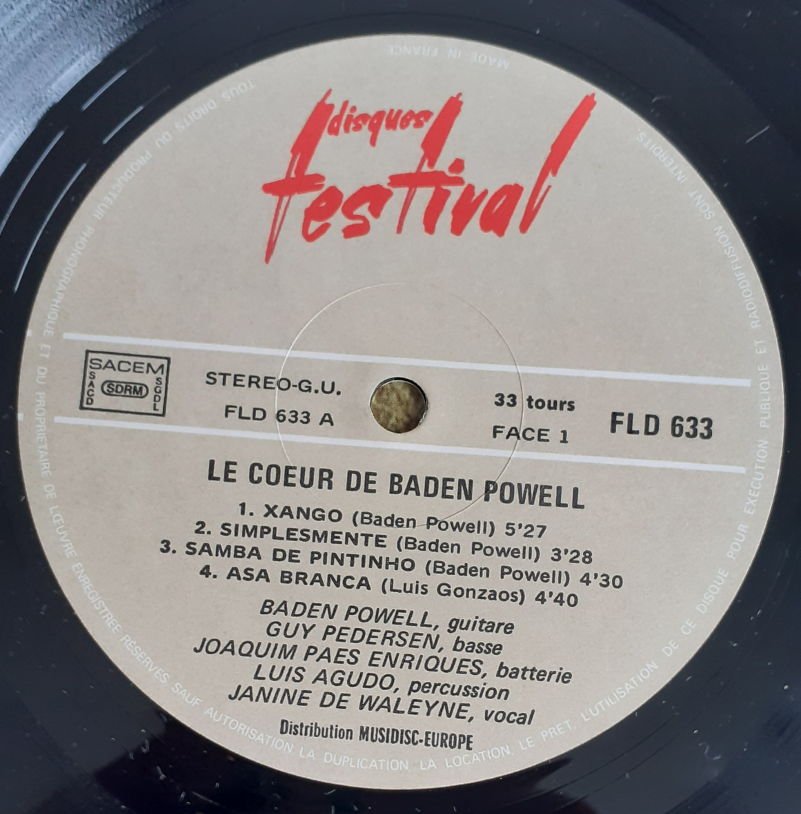 MADE IN FRANCE
disques
festival
SACEM
SACD
SDRM
SGDL
STEREO-G.U.
FLD 633 A
33 tours
FACE 1
FLD 633
LE COEUR DE BADEN POWELL
1. XANGO (Baden Powell) 5'27
2. SIMPLESMENTE (Baden Powell) 3'28
3. SAMBA DE PINTINHO (Baden Powell) 4'30
4. ASA BRANCA (Luis Gonzaos) 4'40
BADEN POWELL, guitare
GUY PEDERSEN, basse
JOAQUIM PAES ENRIQUES, batterie
LUIS AGUDO, percussion
JANINE DE WALEYNE, vocal
Distribution MUSIDISC-EUROPE
TOUS DROITS DU PRODUCTEUR PHONOGRAPHIQUE ET DU PROPRIETAIRE DE L'ŒUVRE ENREGISTREE RÉSERVES SAUF AUTORISATION LA DUPLICATION, LA LOCATION, LE PRET, L'UTILISATION DE CE DISQUE POUR EXECUTION PUBLIQUE ET RADIODIFFUSION SONT INTERDITS.